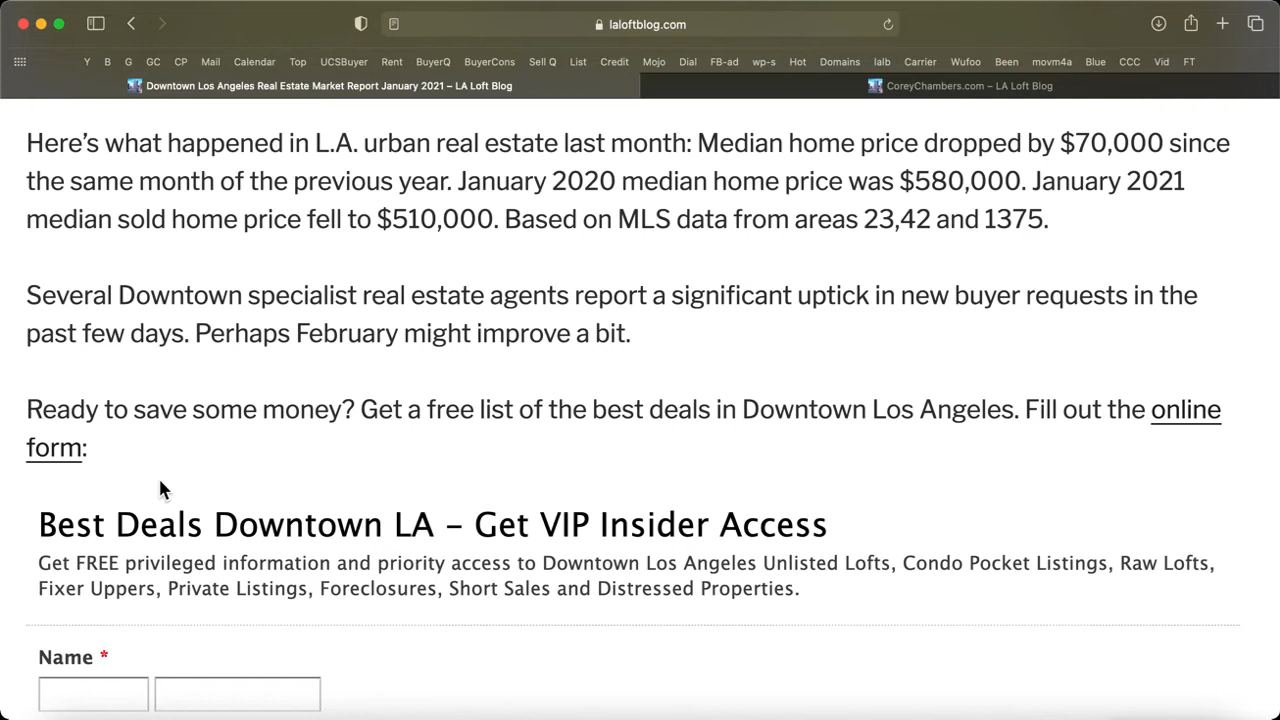 laloftblog.com
Y B G GC CP Mail Calendar Top UCSBuyer Rent BuyerQ BuyerCons Sell Q List Credit Mojo Dial FB-ad wp-s Hot Domains lalb Carrier Wufoo Been movm4a Blue CCC Vid FT
Downtown Los Angeles Real Estate Market Report January 2021 – LA Loft Blog
CoreyChambers.com – LA Loft Blog
Here’s what happened in L.A. urban real estate last month: Median home price dropped by $70,000 since
the same month of the previous year. January 2020 median home price was $580,000. January 2021
median sold home price fell to $510,000. Based on MLS data from areas 23,42 and 1375.
Several Downtown specialist real estate agents report a significant uptick in new buyer requests in the
past few days. Perhaps February might improve a bit.
Ready to save some money? Get a free list of the best deals in Downtown Los Angeles. Fill out the online
form:
Best Deals Downtown LA – Get VIP Insider Access
Get FREE privileged information and priority access to Downtown Los Angeles Unlisted Lofts, Condo Pocket Listings, Raw Lofts,
Fixer Uppers, Private Listings, Foreclosures, Short Sales and Distressed Properties.
Name *